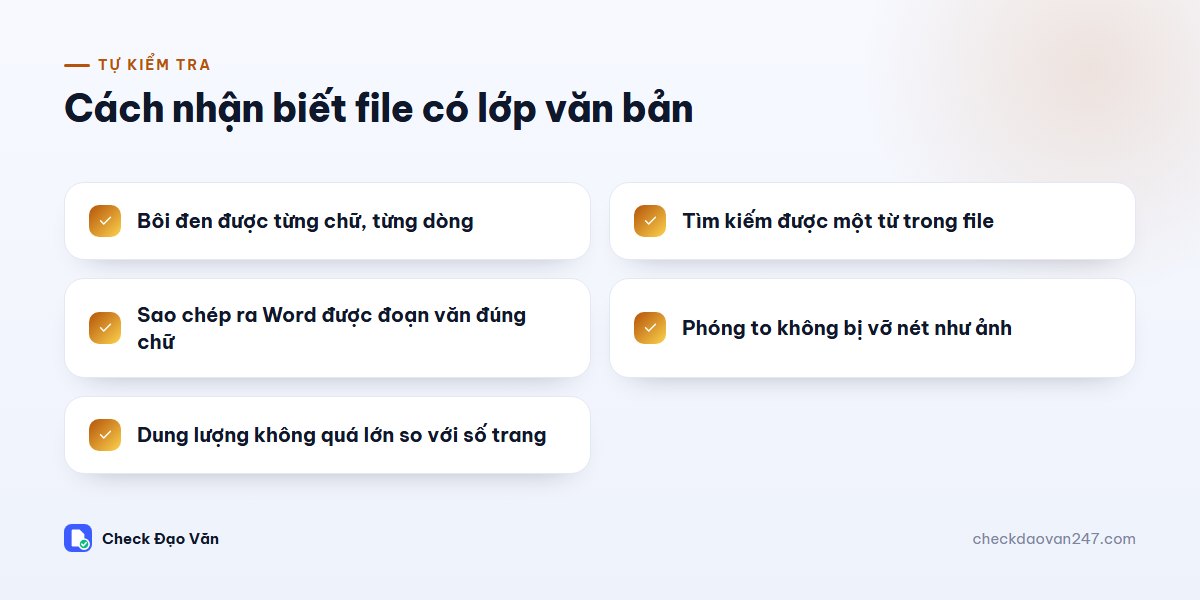 TỰ KIỂM TRA
Cách nhận biết file có lớp văn bản
Bôi đen được từng chữ, từng dòng
Tìm kiếm được một từ trong file
Sao chép ra Word được đoạn văn đúng
chữ
Phóng to không bị vỡ nét như ảnh
Dung lượng không quá lớn so với số trang
Check Đạo Văn
checkdaovan247.com